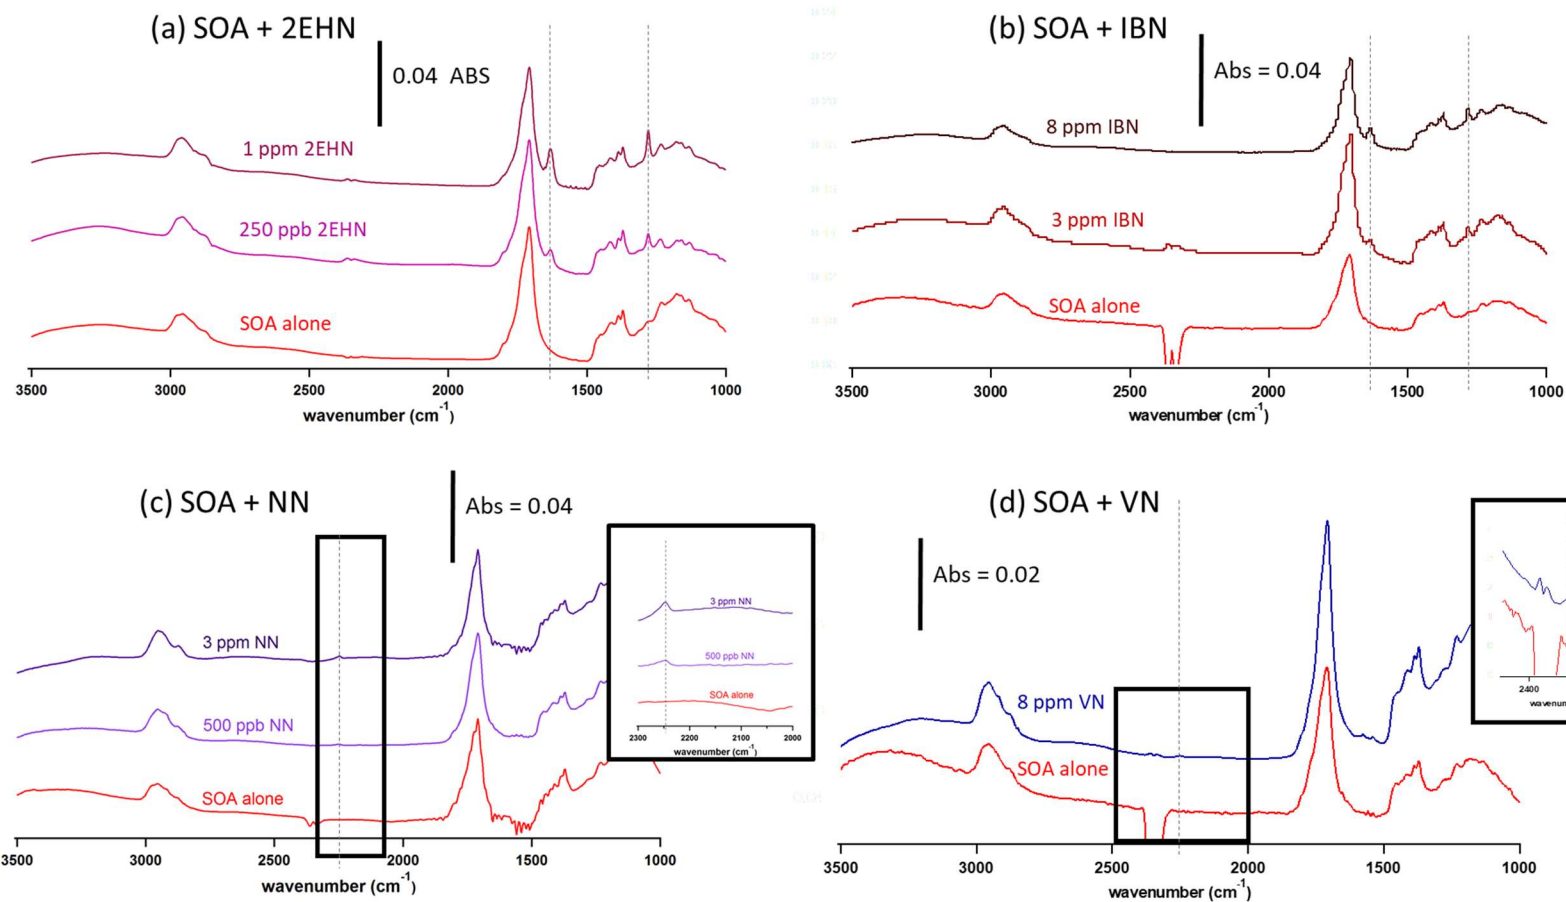 (a) SOA + 2EHN
0.04 ABS
1 ppm 2EHN
250 ppb 2EHN
SOA alone
3500 3000 2500 2000 1500 1000
wavenumber (cm-1)
(b) SOA + IBN
Abs = 0.04
8 ppm IBN
3 ppm IBN
SOA alone
3500 3000 2500 2000 1500 1000
wavenumber (cm-1)
(c) SOA + NN
Abs = 0.04
3 ppm NN
500 ppb NN
SOA alone
3500 3000 2500 2000 1500 1000
wavenumber (cm-1)
3 ppm NN
500 ppb NN
SOA alone
2300 2200 2100 2000
wavenumber (cm-1)
(d) SOA + VN
Abs = 0.02
8 ppm VN
SOA alone
3500 3000 2500 2000 1500 1000
wavenumber (cm-1)
2400
wavenum